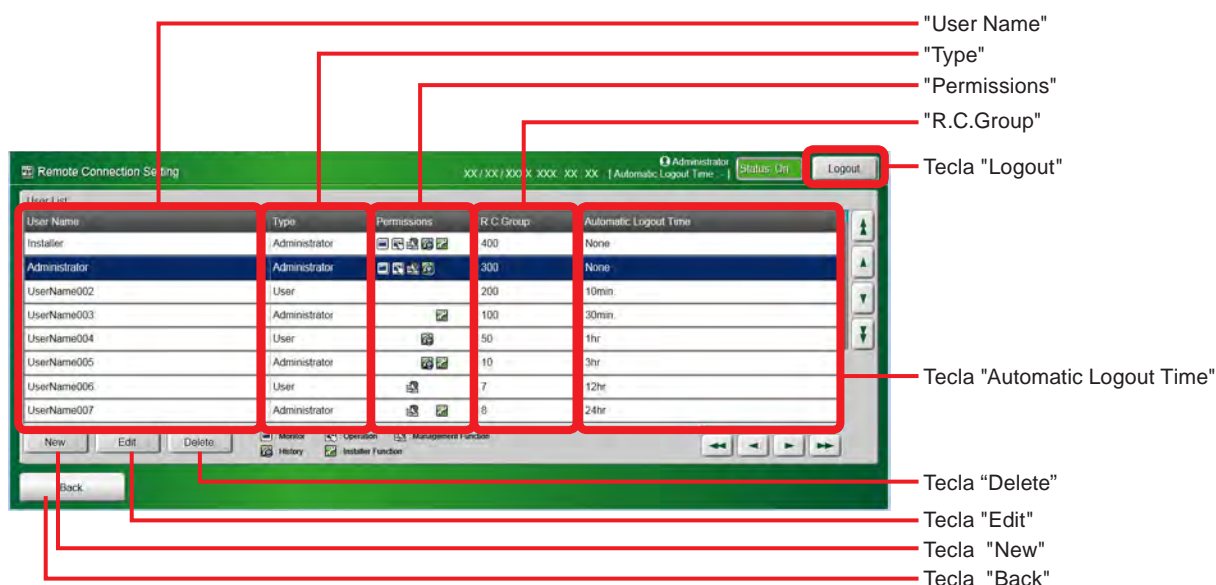 "User Name"
"Type"
"Permissions"
"R.C.Group"
Remote Connection Setting
XX / XX / XXXX XXX XX : XX [ Automatic Logout Time : - ]
Administrator
Status: On
Logout
Tecla "Logout"
User List
User Name Type Permissions R.C.Group Automatic Logout Time
Installer Administrator 400 None
Administrator Administrator 300 None
UserName002 User 200 10min
UserName003 Administrator 100 30min
UserName004 User 50 1hr
UserName005 Administrator 10 3hr
UserName006 User 7 12hr
UserName007 Administrator 8 24hr
Tecla "Automatic Logout Time"
New Edit Delete
Monitor Operation Management Function
History Installer Function
Back
Tecla “Delete”
Tecla "Edit"
Tecla "New"
Tecla "Back"